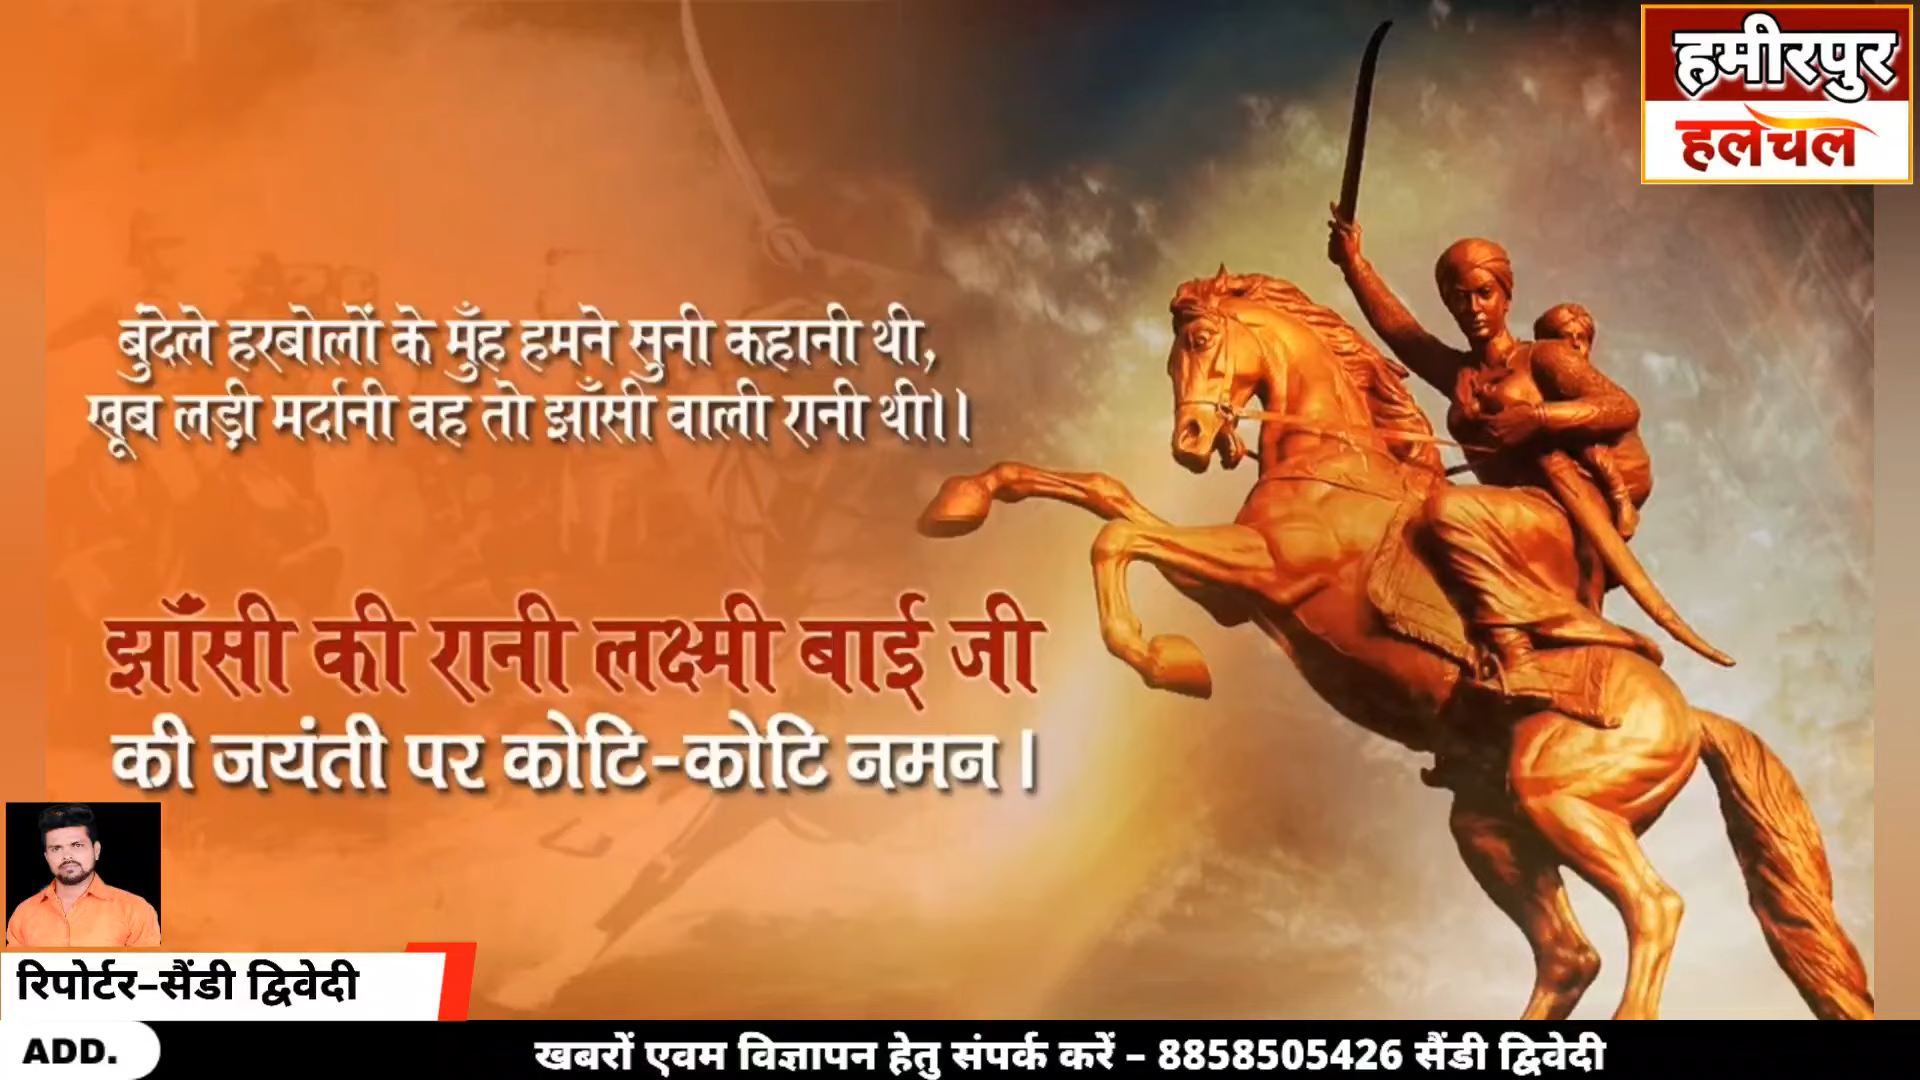 हमीरपुर
हलचल
बुंदेले हरबोलों के मुँह हमने सुनी कहानी थी,
खूब लड़ी मर्दानी वह तो झाँसी वाली रानी थी।।
झाँसी की रानी लक्ष्मी बाई जी
की जयंती पर कोटि-कोटि नमन।
रिपोर्टर–सैंडी द्विवेदी
ADD.
खबरों एवम विज्ञापन हेतु संपर्क करें – 8858505426 सैंडी द्विवेदी